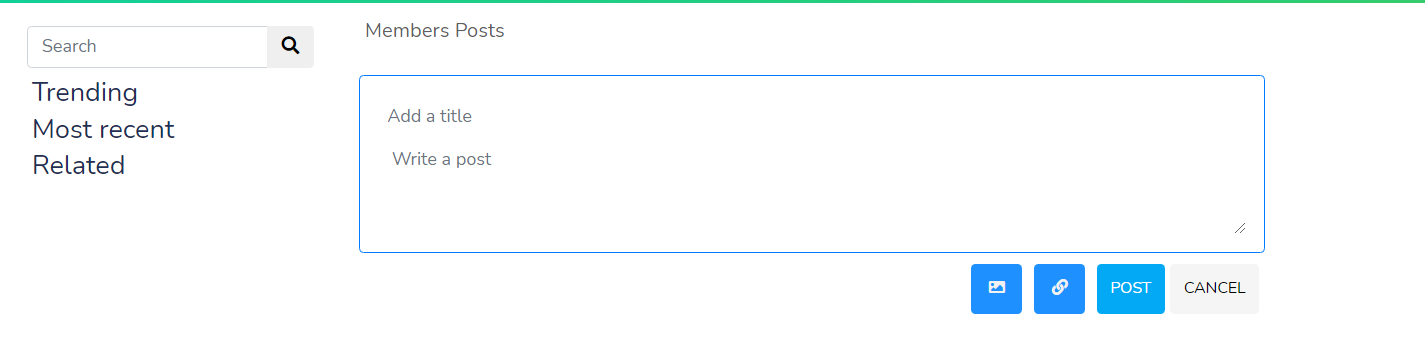 Search
Trending
Most recent
Related
Members Posts
Add a title
Write a post
POST CANCEL